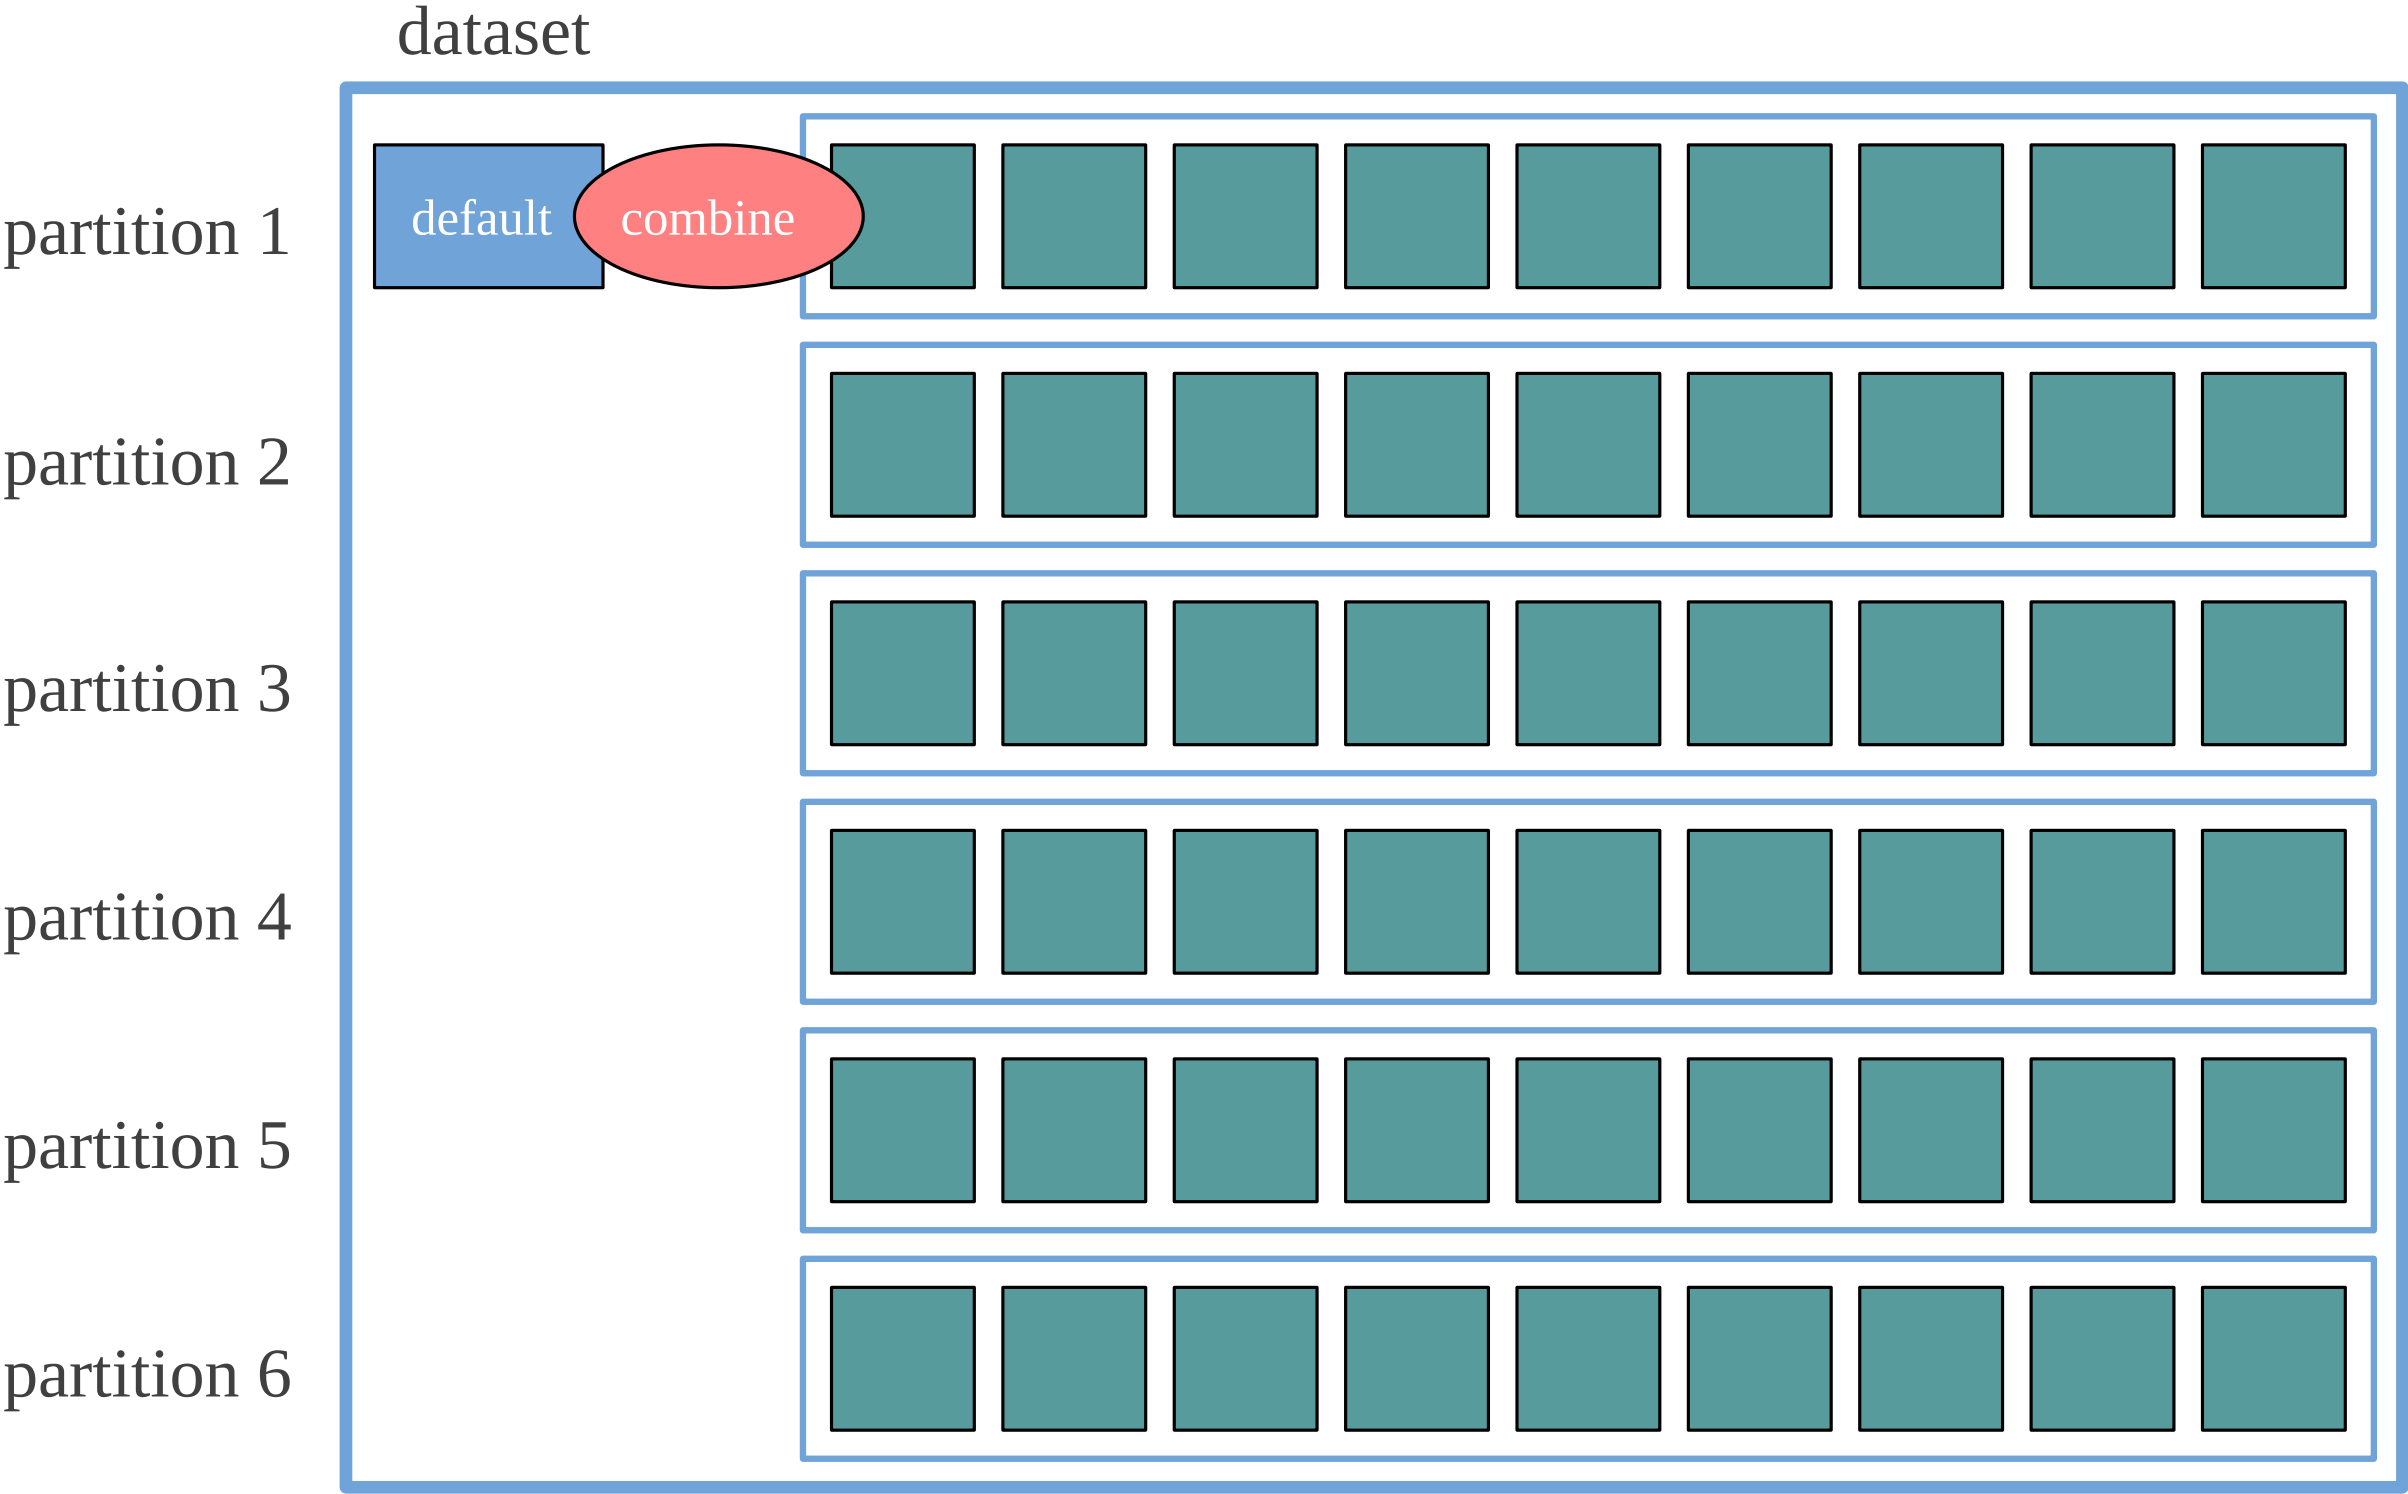 dataset
partition 1
default
combine
partition 2
partition 3
partition 4
partition 5
partition 6